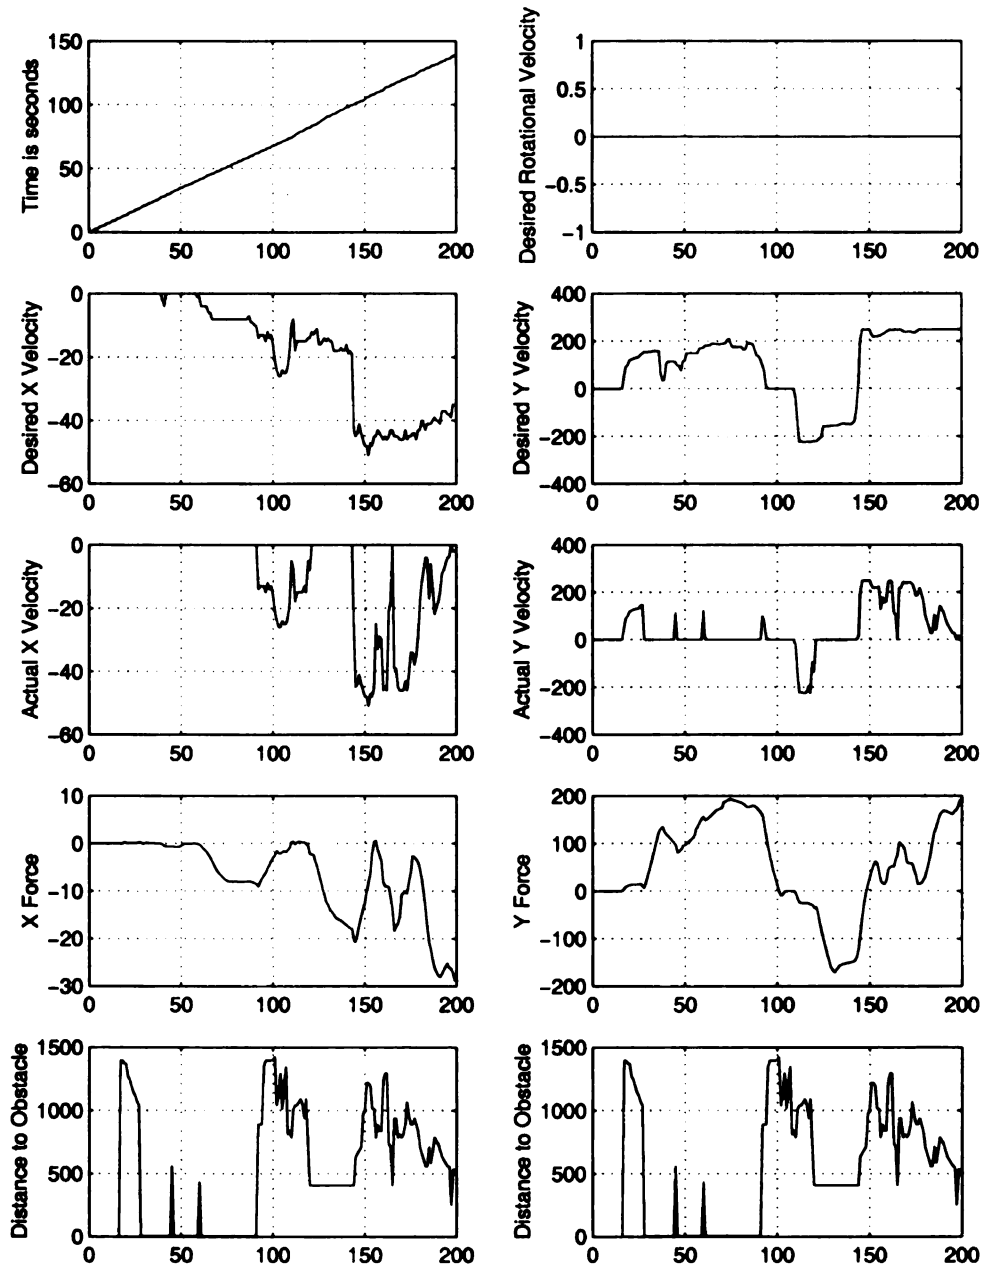 Time is seconds
150
100
50
0
0 50 100 150 200
Desired Rotational Velocity
1
0.5
0
−0.5
−1
0 50 100 150 200
Desired X Velocity
0
−20
−40
−60
0 50 100 150 200
Desired Y Velocity
400
200
0
−200
−400
0 50 100 150 200
Actual X Velocity
0
−20
−40
−60
0 50 100 150 200
Actual Y Velocity
400
200
0
−200
−400
0 50 100 150 200
X Force
10
0
−10
−20
−30
0 50 100 150 200
Y Force
200
100
0
−100
−200
0 50 100 150 200
Distance to Obstacle
1500
1000
500
0
0 50 100 150 200
Distance to Obstacle
1500
1000
500
0
0 50 100 150 200